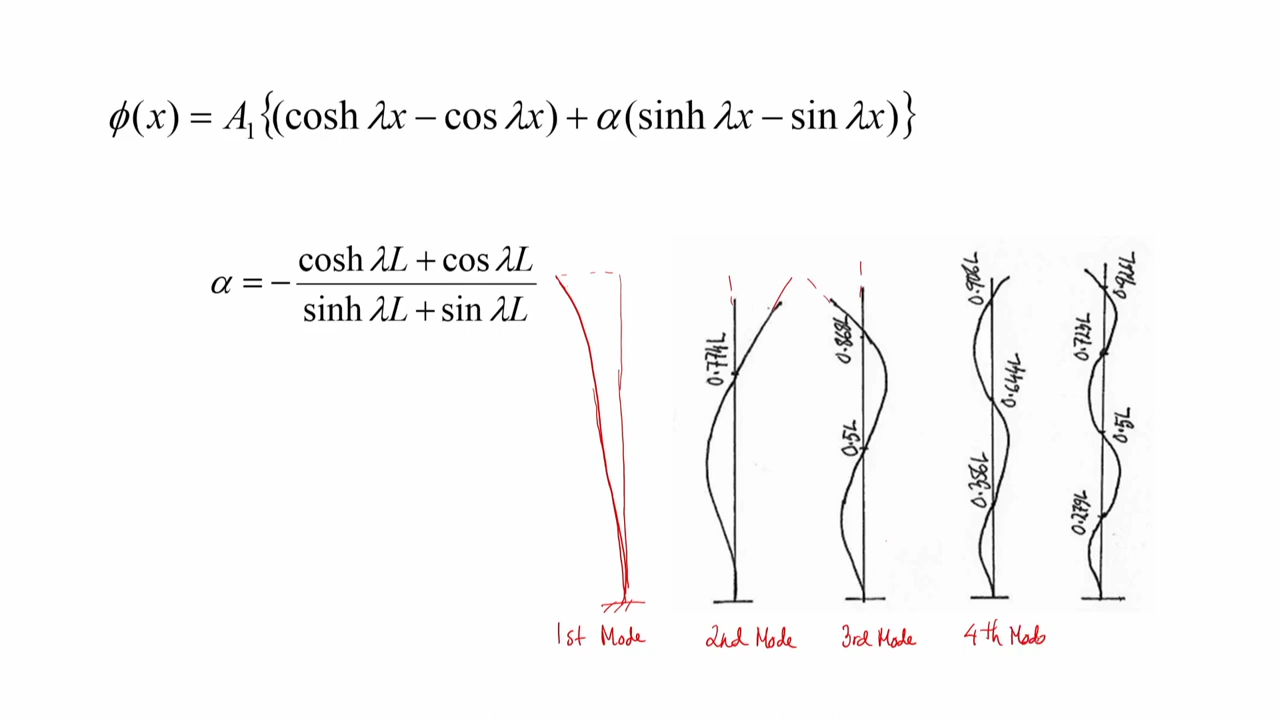 ϕ(x) = A₁{(cosh λx − cos λx) + α(sinh λx − sin λx)}
α = − (cosh λL + cos λL) / (sinh λL + sin λL)
0.774L
0.868L
0.5L
0.906L
0.644L
0.356L
0.926L
0.723L
0.5L
0.279L
1st Mode
2nd Mode
3rd Mode
4th Mode